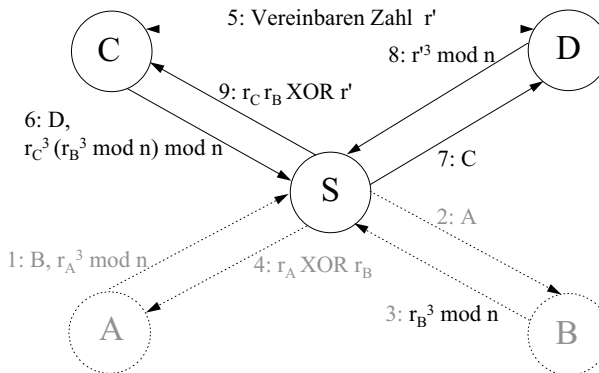 5: Vereinbaren Zahl r'
C
D
8: r'³ mod n
9: r_C r_B XOR r'
6: D,
r_C³ (r_B³ mod n) mod n
7: C
S
2: A
1: B, r_A³ mod n
4: r_A XOR r_B
3: r_B³ mod n
A
B